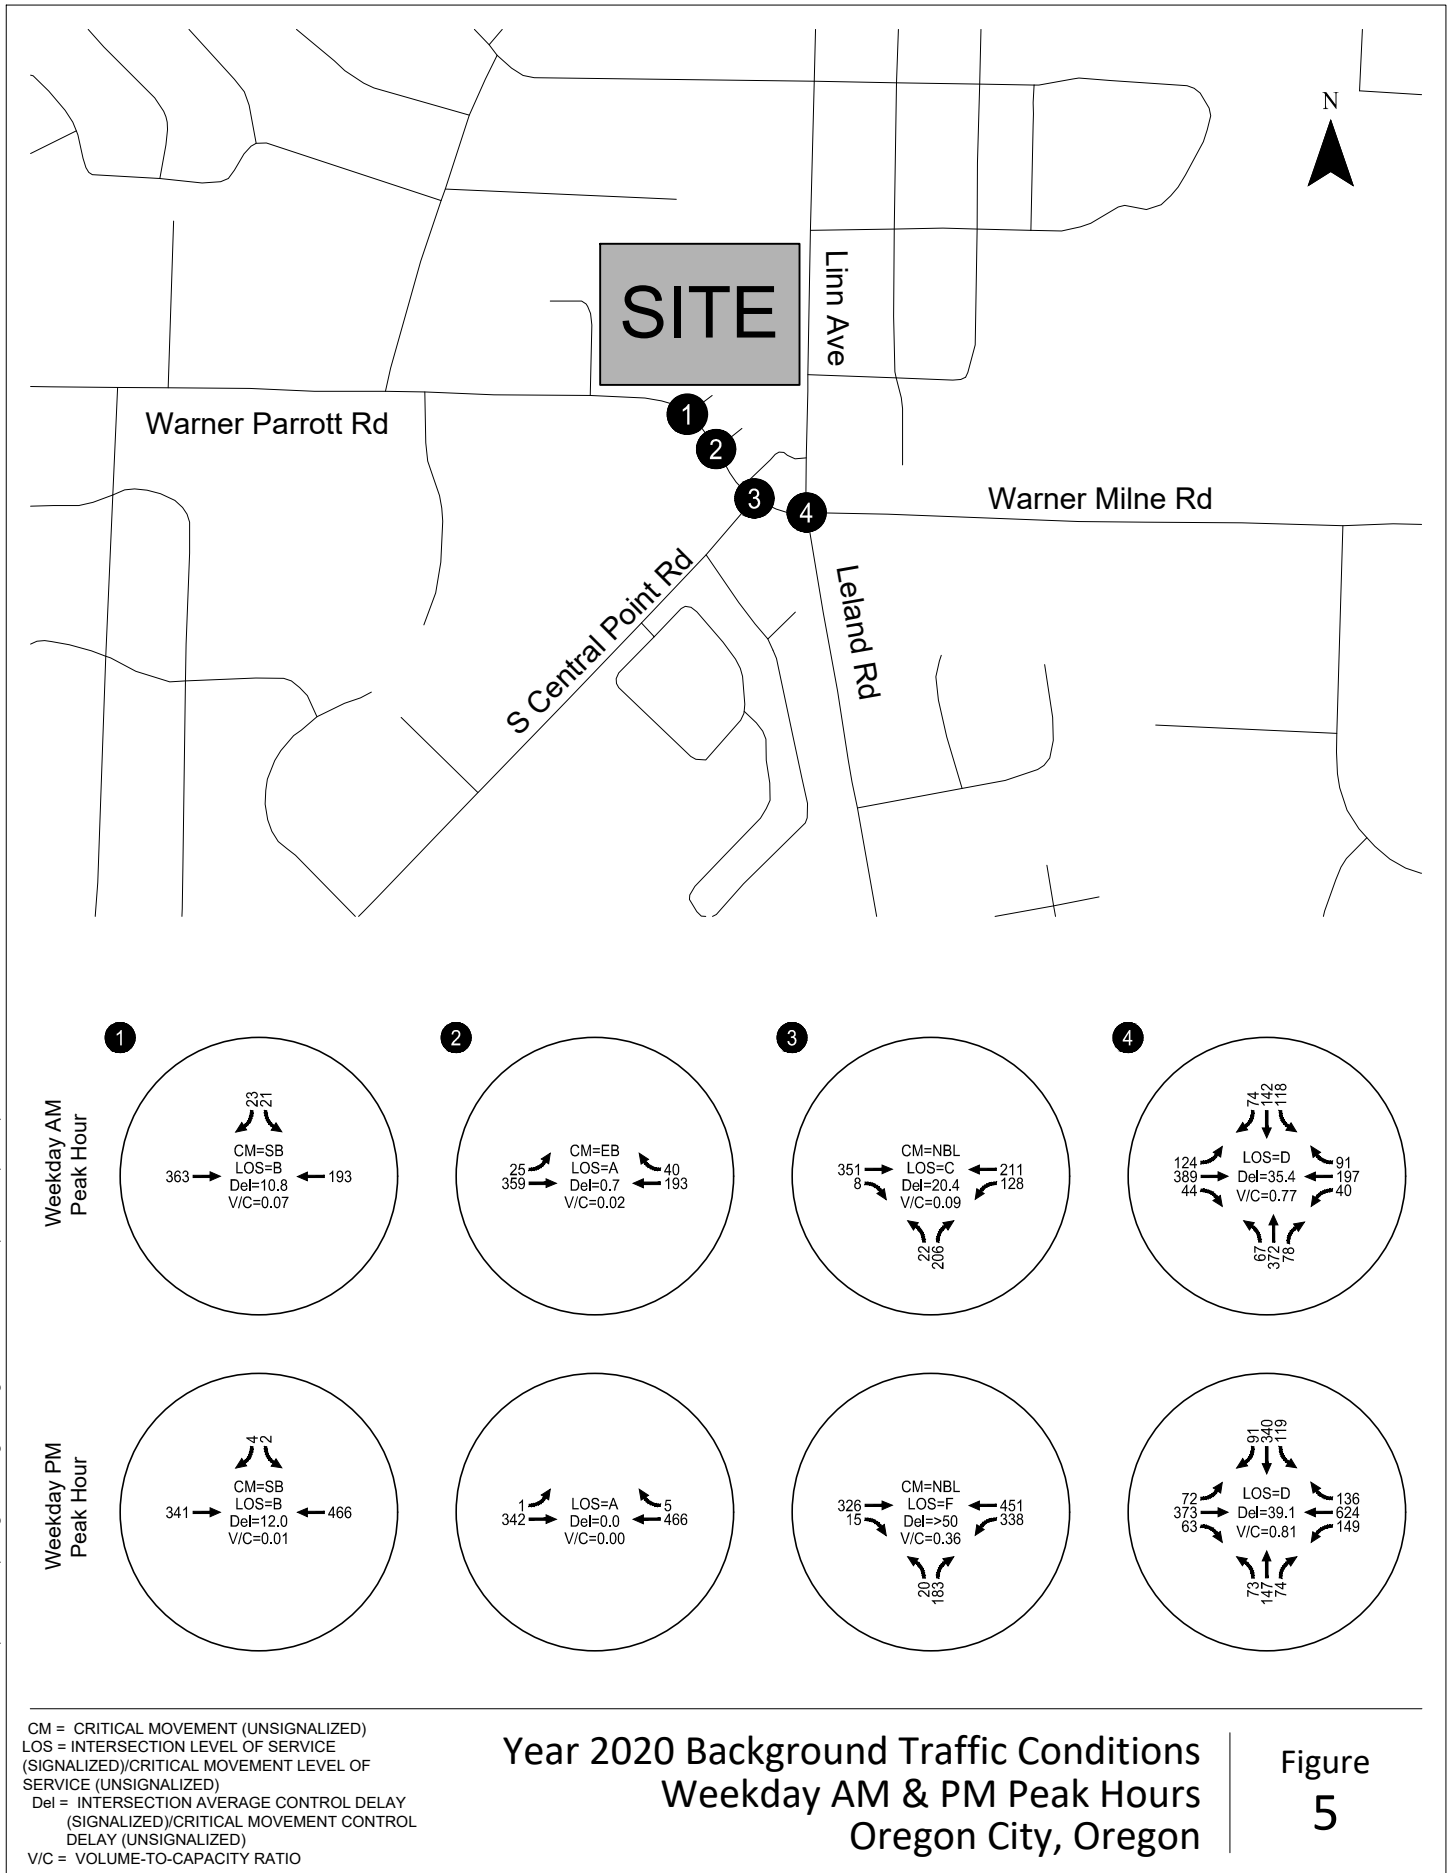 N
SITE
Linn Ave
Warner Parrott Rd
1
2
3
4
Warner Milne Rd
S Central Point Rd
Leland Rd
1
2
3
4
Weekday AM
Peak Hour
23
21
CM=SB
LOS=B
Del=10.8
V/C=0.07
363
193
CM=EB
LOS=A
Del=0.7
V/C=0.02
25
359
40
193
CM=NBL
LOS=C
Del=20.4
V/C=0.09
351
8
211
128
22
206
74
142
118
LOS=D
Del=35.4
V/C=0.77
124
389
44
91
197
40
67
372
78
Weekday PM
Peak Hour
4
2
CM=SB
LOS=B
Del=12.0
V/C=0.01
341
466
LOS=A
Del=0.0
V/C=0.00
1
342
5
466
CM=NBL
LOS=F
Del=>50
V/C=0.36
326
15
451
338
20
183
91
340
119
LOS=D
Del=39.1
V/C=0.81
72
373
63
136
624
149
73
147
74
CM = CRITICAL MOVEMENT (UNSIGNALIZED)
LOS = INTERSECTION LEVEL OF SERVICE
(SIGNALIZED)/CRITICAL MOVEMENT LEVEL OF
SERVICE (UNSIGNALIZED)
Del = INTERSECTION AVERAGE CONTROL DELAY
(SIGNALIZED)/CRITICAL MOVEMENT CONTROL
DELAY (UNSIGNALIZED)
V/C = VOLUME-TO-CAPACITY RATIO
Year 2020 Background Traffic Conditions
Weekday AM & PM Peak Hours
Oregon City, Oregon
Figure
5